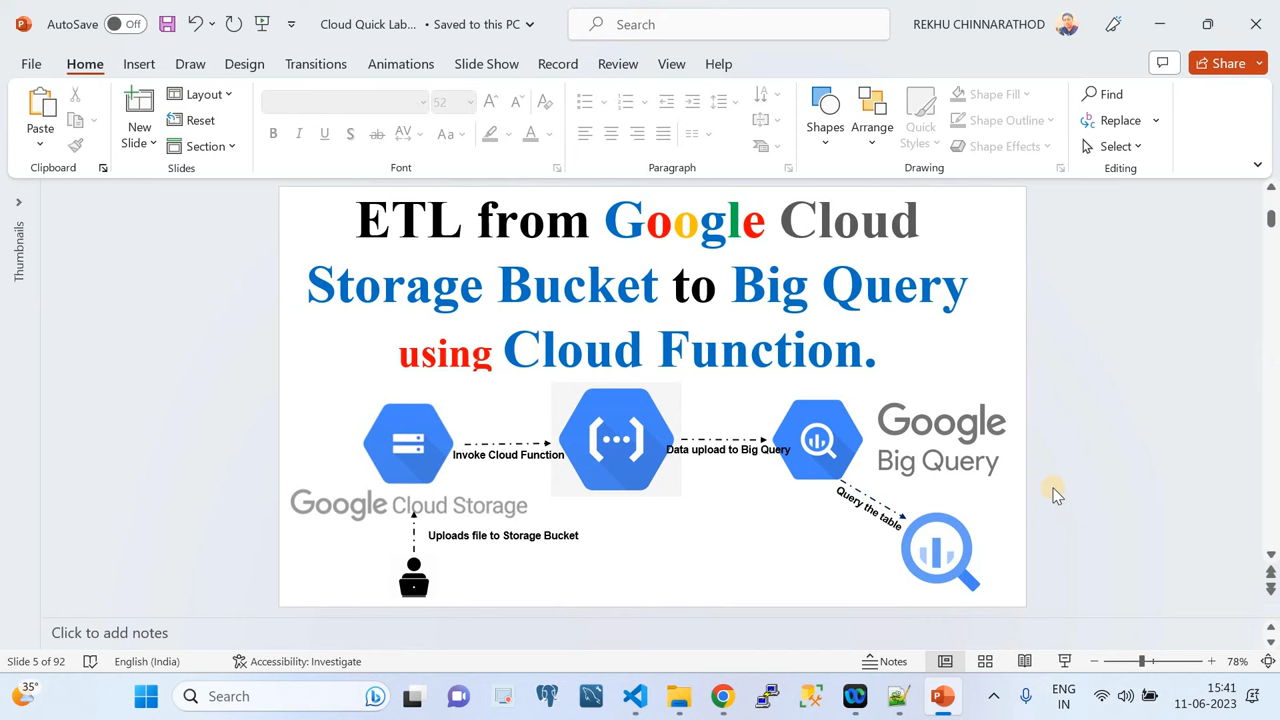 AutoSave Off
Cloud Quick Lab... • Saved to this PC
Search
REKHU CHINNARATHOD
File Home Insert Draw Design Transitions Animations Slide Show Record Review View Help
Share
Paste
Clipboard
New
Slide
Layout
Reset
Section
Slides
52
Font
Paragraph
Shapes
Arrange
Quick
Styles
Shape Fill
Shape Outline
Shape Effects
Drawing
Find
Replace
Select
Editing
Thumbnails
ETL from Google Cloud
Storage Bucket to Big Query
using Cloud Function.
Invoke Cloud Function
Data upload to Big Query
Google
Big Query
Google Cloud Storage
Query the table
Uploads file to Storage Bucket
Click to add notes
Slide 5 of 92
English (India)
Accessibility: Investigate
Notes
78%
35°
Search
ENG
IN
15:41
11-06-2023